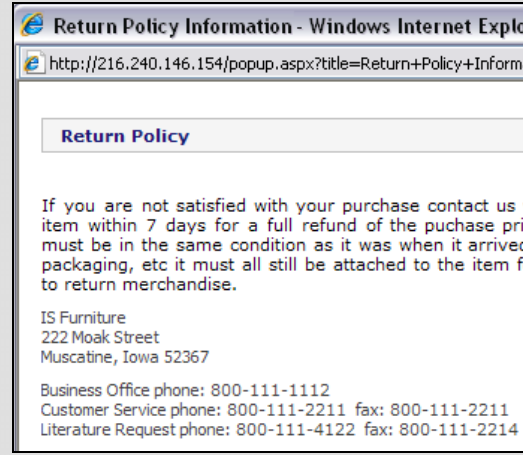 Return Policy Information - Windows Internet Explo
http://216.240.146.154/popup.aspx?title=Return+Policy+Inform
Return Policy
If you are not satisfied with your purchase contact us
item within 7 days for a full refund of the puchase pri
must be in the same condition as it was when it arrived
packaging, etc it must all still be attached to the item f
to return merchandise.
IS Furniture
222 Moak Street
Muscatine, Iowa 52367
Business Office phone: 800-111-1112
Customer Service phone: 800-111-2211 fax: 800-111-2211
Literature Request phone: 800-111-4122 fax: 800-111-2214